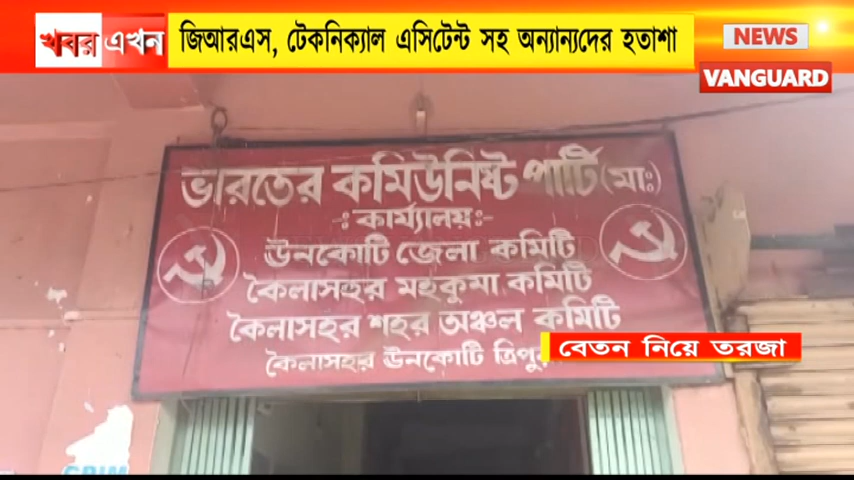 খবর এখন
জিআরএস, টেকনিক্যাল এসিটেন্ট সহ অন্যান্যদের হতাশা
NEWS
VANGUARD
ভারতের কমিউনিষ্ট পার্টি (মাঃ)
-ঃ কার্য্যালয় ঃ-
ঊনকোটি জেলা কমিটি
কৈলাসহর মহকুমা কমিটি
কৈলাসহর শহর অঞ্চল কমিটি
কৈলাসহর ঊনকোটি ত্রিপুরা
বেতন নিয়ে তরজা